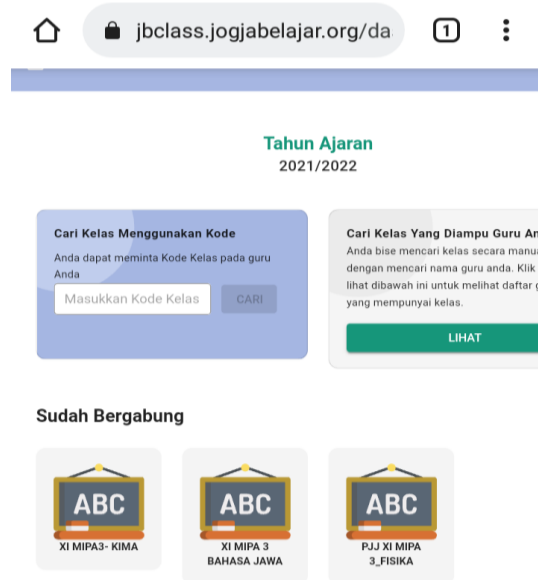 jbclass.jogjabelajar.org/da
1
Tahun Ajaran
2021/2022
Cari Kelas Menggunakan Kode
Anda dapat meminta Kode Kelas pada guru
Anda
Masukkan Kode Kelas
CARI
Cari Kelas Yang Diampu Guru An
Anda bise mencari kelas secara manua
dengan mencari nama guru anda. Klik
lihat dibawah ini untuk melihat daftar g
yang mempunyai kelas.
LIHAT
Sudah Bergabung
ABC
XI MIPA3- KIMA
ABC
XI MIPA 3
BAHASA JAWA
ABC
PJJ XI MIPA
3_FISIKA